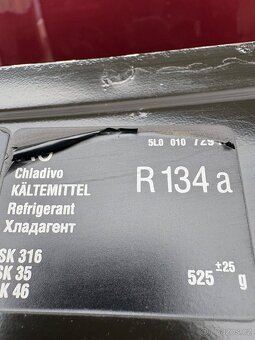 5L0 010 729
Chladivo
KÄLTEMITTEL
Refrigerant
Хладагент
R 134 a
SK 316
SK 35
K 46
525 ±25 g